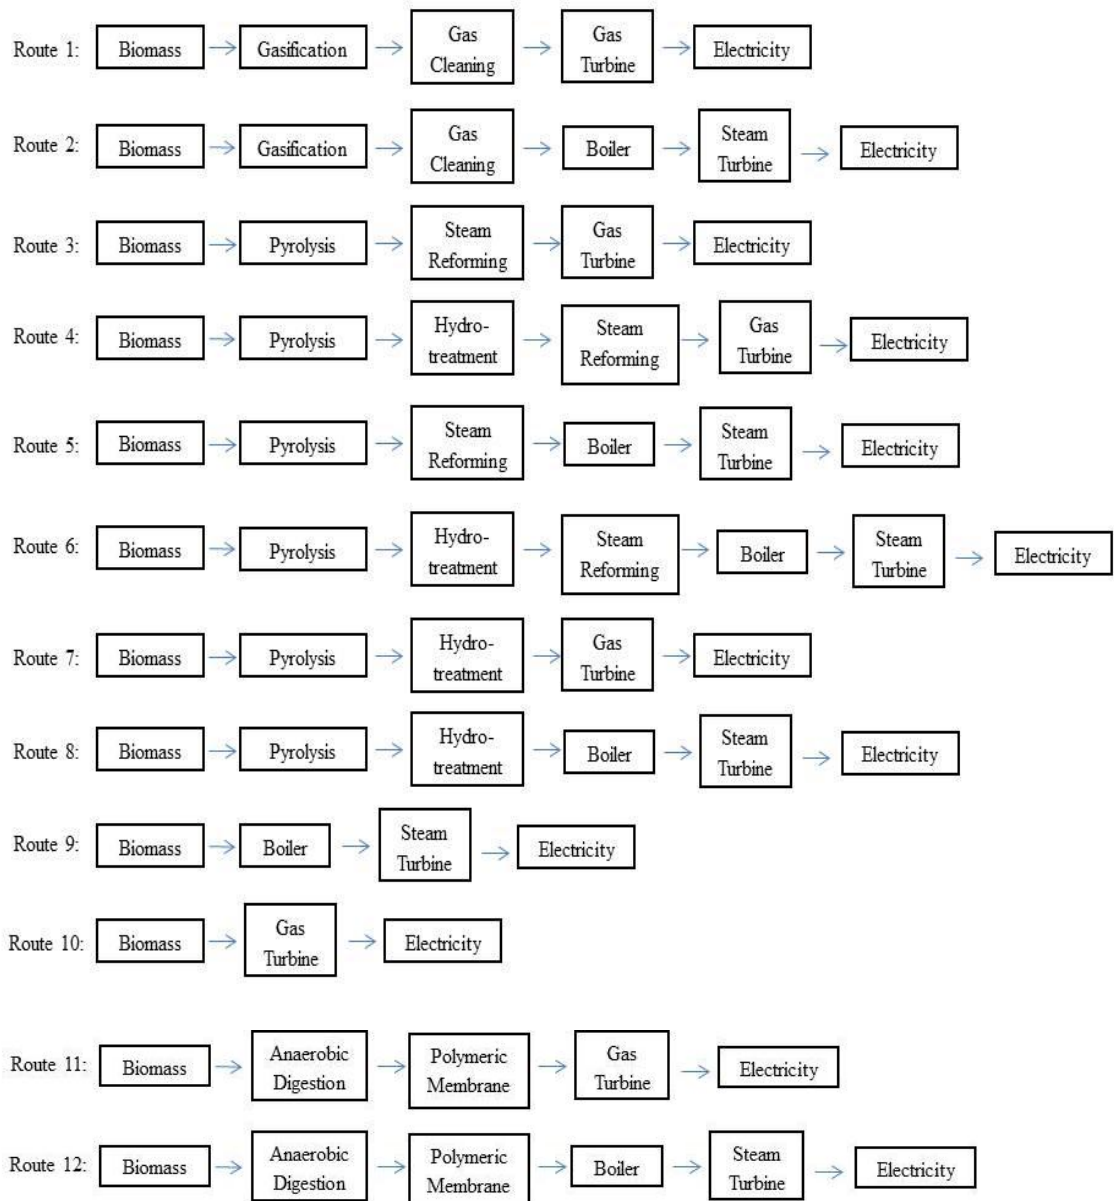 Route 1: Biomass Gasification Gas Cleaning Gas Turbine Electricity
Route 2: Biomass Gasification Gas Cleaning Boiler Steam Turbine Electricity
Route 3: Biomass Pyrolysis Steam Reforming Gas Turbine Electricity
Route 4: Biomass Pyrolysis Hydro-treatment Steam Reforming Gas Turbine Electricity
Route 5: Biomass Pyrolysis Steam Reforming Boiler Steam Turbine Electricity
Route 6: Biomass Pyrolysis Hydro-treatment Steam Reforming Boiler Steam Turbine Electricity
Route 7: Biomass Pyrolysis Hydro-treatment Gas Turbine Electricity
Route 8: Biomass Pyrolysis Hydro-treatment Boiler Steam Turbine Electricity
Route 9: Biomass Boiler Steam Turbine Electricity
Route 10: Biomass Gas Turbine Electricity
Route 11: Biomass Anaerobic Digestion Polymeric Membrane Gas Turbine Electricity
Route 12: Biomass Anaerobic Digestion Polymeric Membrane Boiler Steam Turbine Electricity